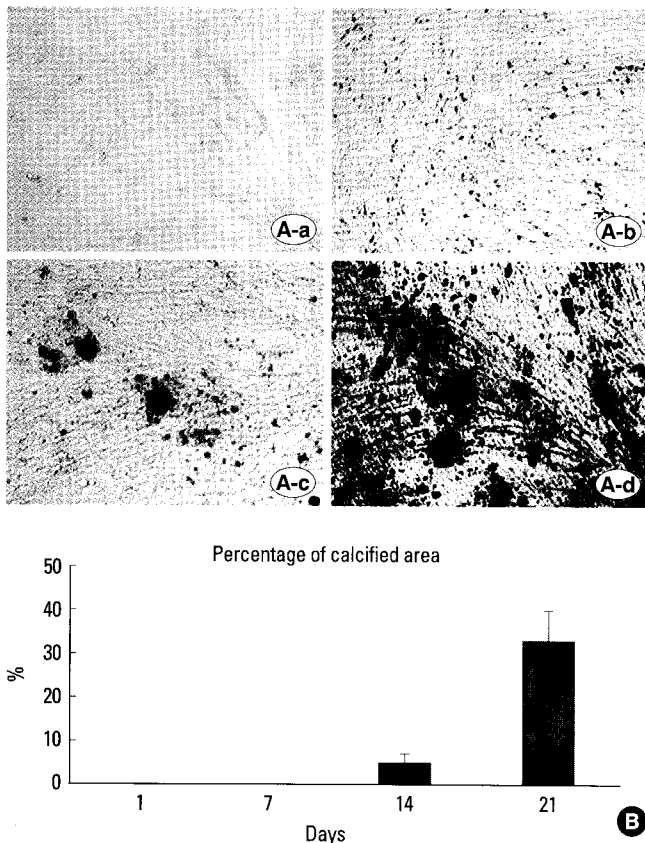 A-a
A-b
A-c
A-d
Percentage of calcified area
50
40
30
20
10
0
%
1 7 14 21
Days
B